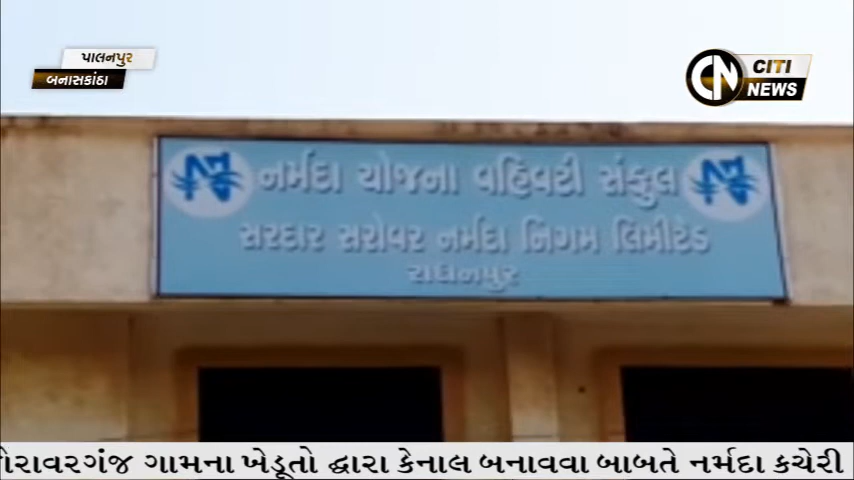 પાલનપુર
બનાસકાંઠા
CN CITI NEWS
નર્મદા યોજના વહિવટી સંકુલ
સરદાર સરોવર નર્મદા નિગમ લિમીટેડ
રાધનપુર
ોરાવરગંજ ગામના ખેડૂતો દ્વારા કેનાલ બનાવવા બાબતે નર્મદા કચેરી